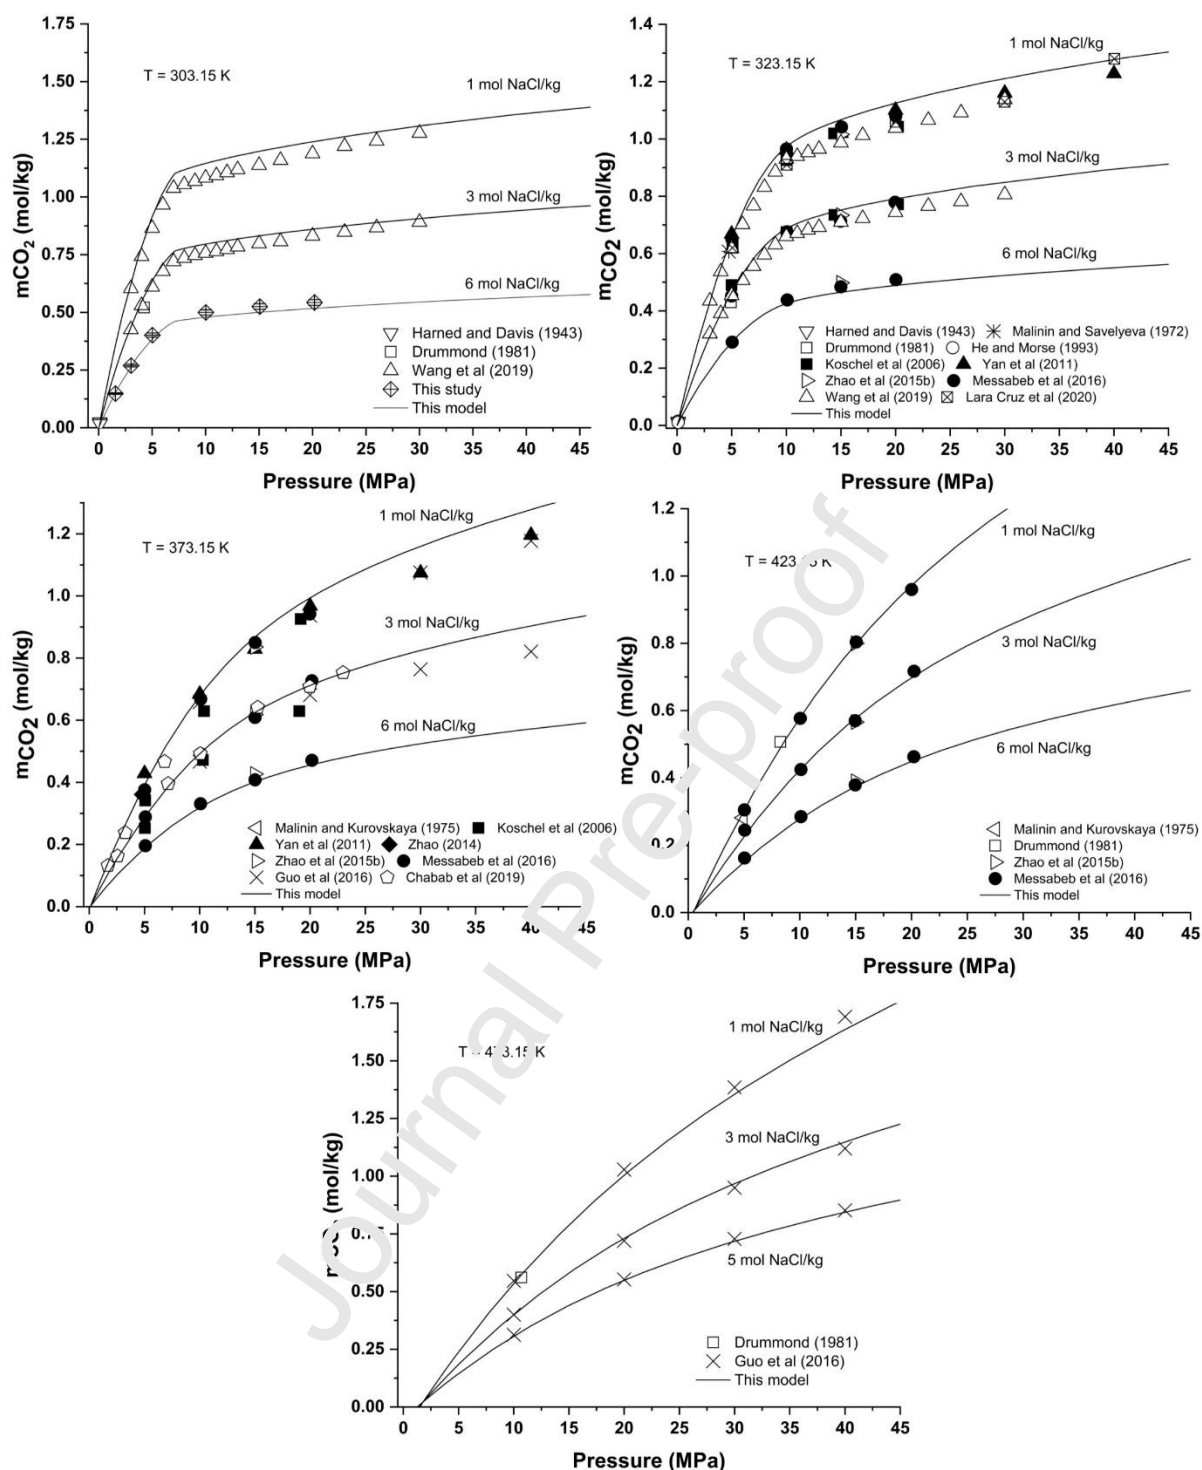 1.75
1.50
1.25
1.00
0.75
0.50
0.25
0.00
mCO2 (mol/kg)
T = 303.15 K
1 mol NaCl/kg
3 mol NaCl/kg
6 mol NaCl/kg
Harned and Davis (1943)
Drummond (1981)
Wang et al (2019)
This study
This model
0 5 10 15 20 25 30 35 40 45
Pressure (MPa)
1.4
1.2
1.0
0.8
0.6
0.4
0.2
0.0
mCO2 (mol/kg)
T = 323.15 K
1 mol NaCl/kg
3 mol NaCl/kg
6 mol NaCl/kg
Harned and Davis (1943) Malinin and Savelyeva (1972)
Drummond (1981) He and Morse (1993)
Koschel et al (2006) Yan et al (2011)
Zhao et al (2015b) Messabeb et al (2016)
Wang et al (2019) Lara Cruz et al (2020)
This model
0 5 10 15 20 25 30 35 40 45
Pressure (MPa)
1.2
1.0
0.8
0.6
0.4
0.2
0.0
mCO2 (mol/kg)
T = 373.15 K
1 mol NaCl/kg
3 mol NaCl/kg
6 mol NaCl/kg
Malinin and Kurovskaya (1975) Koschel et al (2006)
Yan et al (2011) Zhao (2014)
Zhao et al (2015b) Messabeb et al (2016)
Guo et al (2016) Chabab et al (2019)
This model
0 5 10 15 20 25 30 35 40 45
Pressure (MPa)
1.2
1.0
0.8
0.6
0.4
0.2
0.0
mCO2 (mol/kg)
T = 423.15 K
1 mol NaCl/kg
3 mol NaCl/kg
6 mol NaCl/kg
Malinin and Kurovskaya (1975)
Drummond (1981)
Zhao et al (2015b)
Messabeb et al (2016)
This model
0 5 10 15 20 25 30 35 40 45
Pressure (MPa)
1.75
1.50
1.25
1.00
0.75
0.50
0.25
0.00
mCO2 (mol/kg)
T = 473.15 K
1 mol NaCl/kg
3 mol NaCl/kg
5 mol NaCl/kg
Drummond (1981)
Guo et al (2016)
This model
0 5 10 15 20 25 30 35 40 45
Pressure (MPa)
Journal Pre-proof